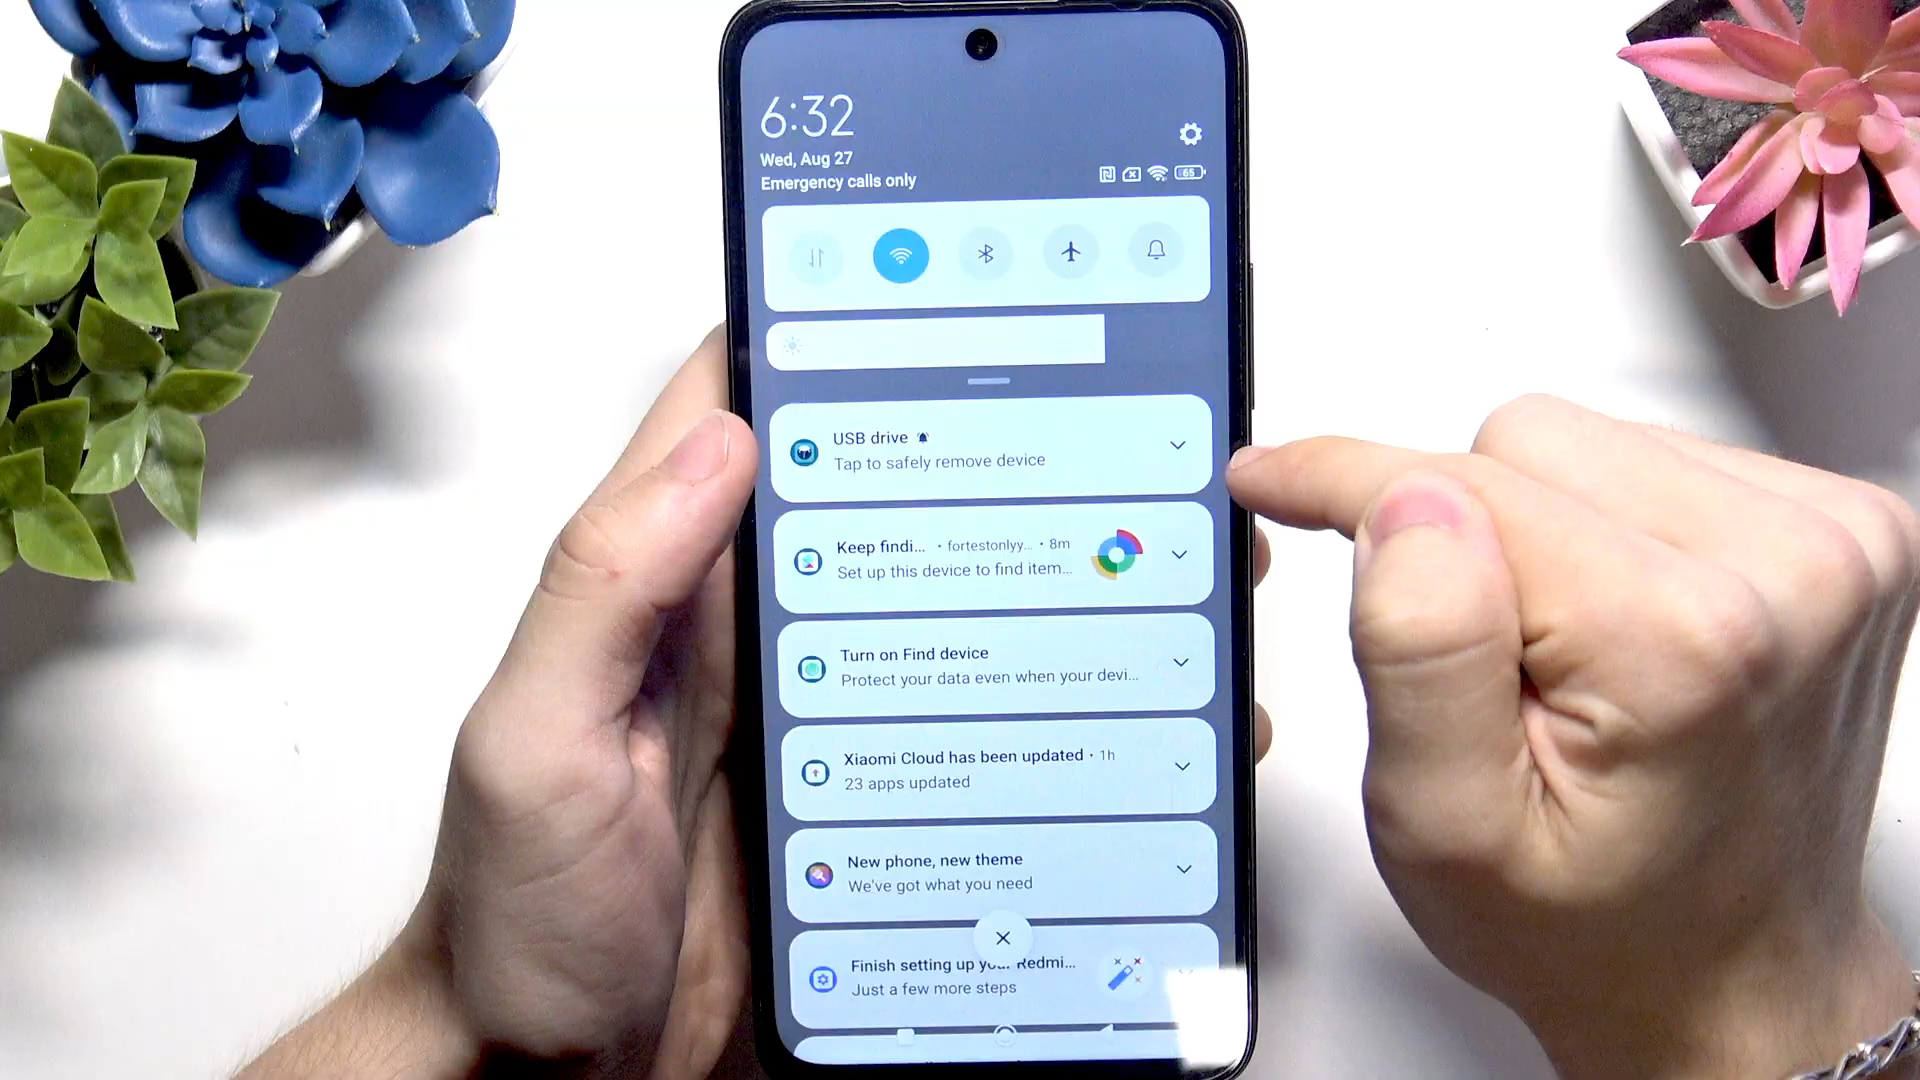 6:32
Wed, Aug 27
Emergency calls only
65
USB drive
Tap to safely remove device
Keep findi... • fortestonlyy... • 8m
Set up this device to find item...
Turn on Find device
Protect your data even when your devi...
Xiaomi Cloud has been updated • 1h
23 apps updated
New phone, new theme
We've got what you need
Finish setting up your Redmi...
Just a few more steps